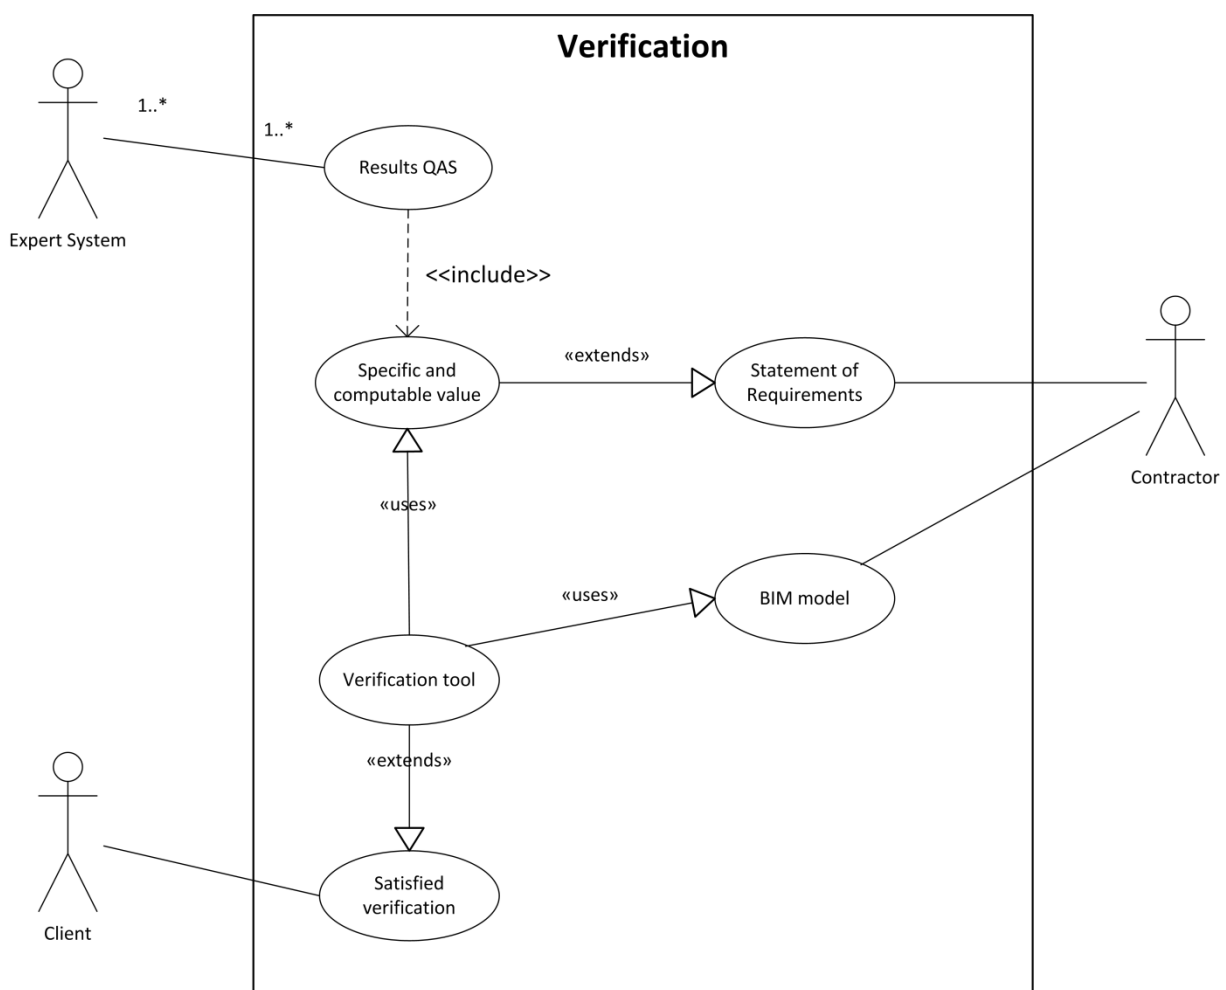 Verification
1..*
1..*
Results QAS
Expert System
<<include>>
Specific and
computable value
«extends»
Statement of
Requirements
Contractor
«uses»
«uses»
BIM model
Verification tool
«extends»
Satisfied
verification
Client